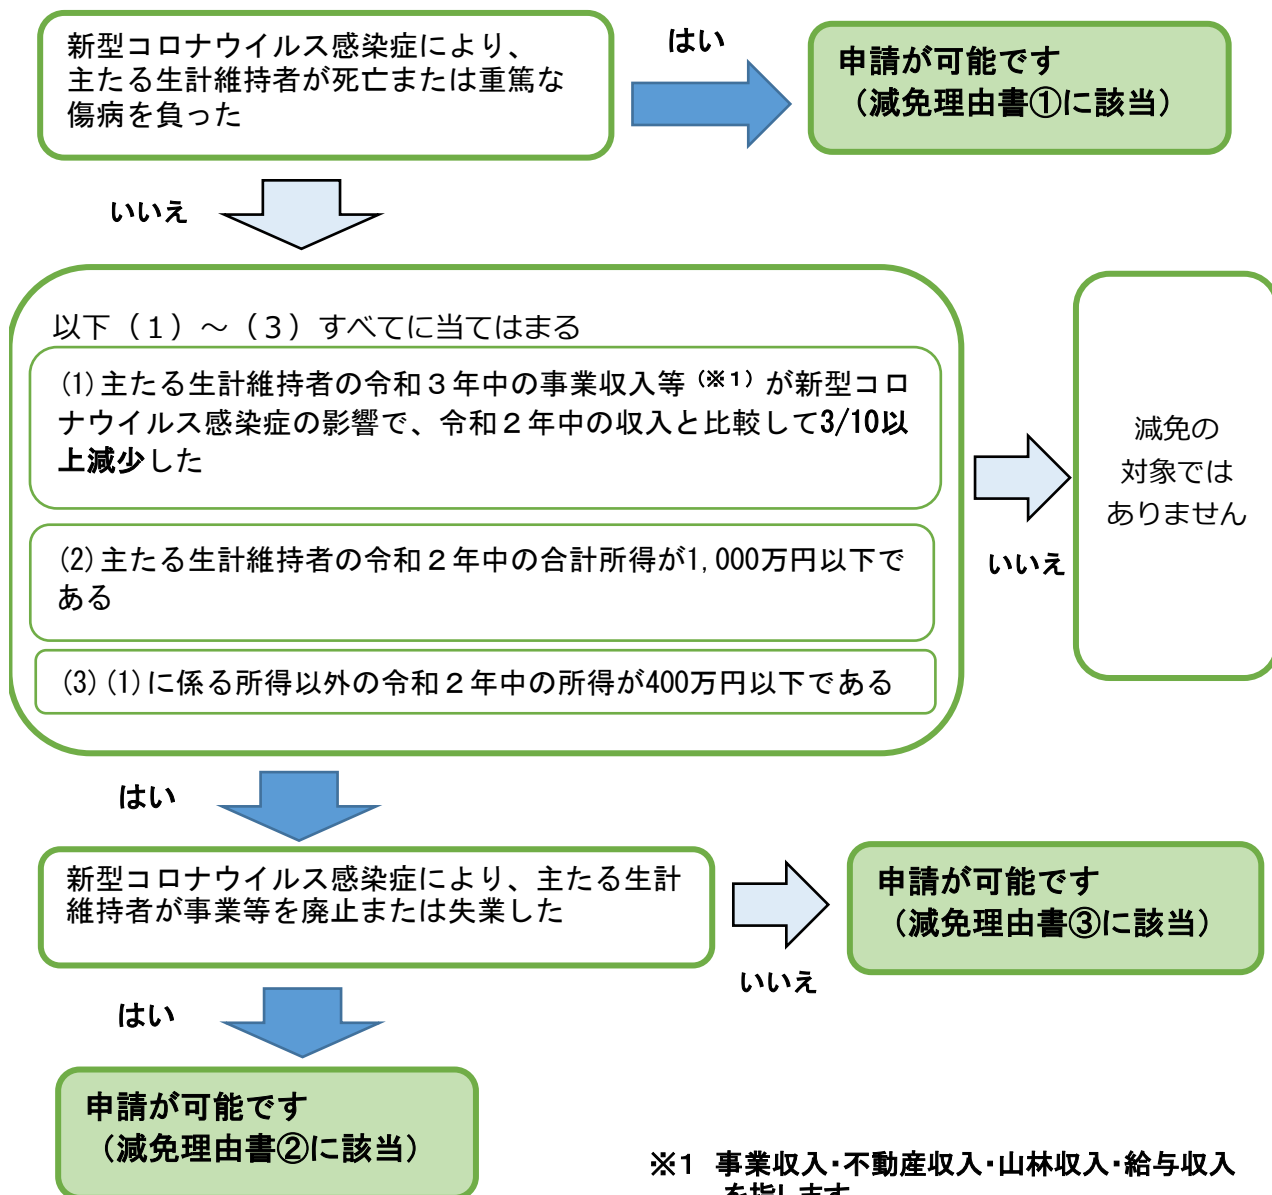 新型コロナウイルス感染症により、
主たる生計維持者が死亡または重篤な
傷病を負った
はい
申請が可能です
（減免理由書①に該当）
いいえ
以下（１）～（３）すべてに当てはまる
(1)主たる生計維持者の令和３年中の事業収入等（※１）が新型コロ
ナウイルス感染症の影響で、令和２年中の収入と比較して3/10以
上減少した
(2)主たる生計維持者の令和２年中の合計所得が1,000万円以下で
ある
(3)(1)に係る所得以外の令和２年中の所得が400万円以下である
いいえ
減免の
対象では
ありません
はい
新型コロナウイルス感染症により、主たる生計
維持者が事業等を廃止または失業した
いいえ
申請が可能です
（減免理由書③に該当）
はい
申請が可能です
（減免理由書②に該当）
※１ 事業収入・不動産収入・山林収入・給与収入
を指します